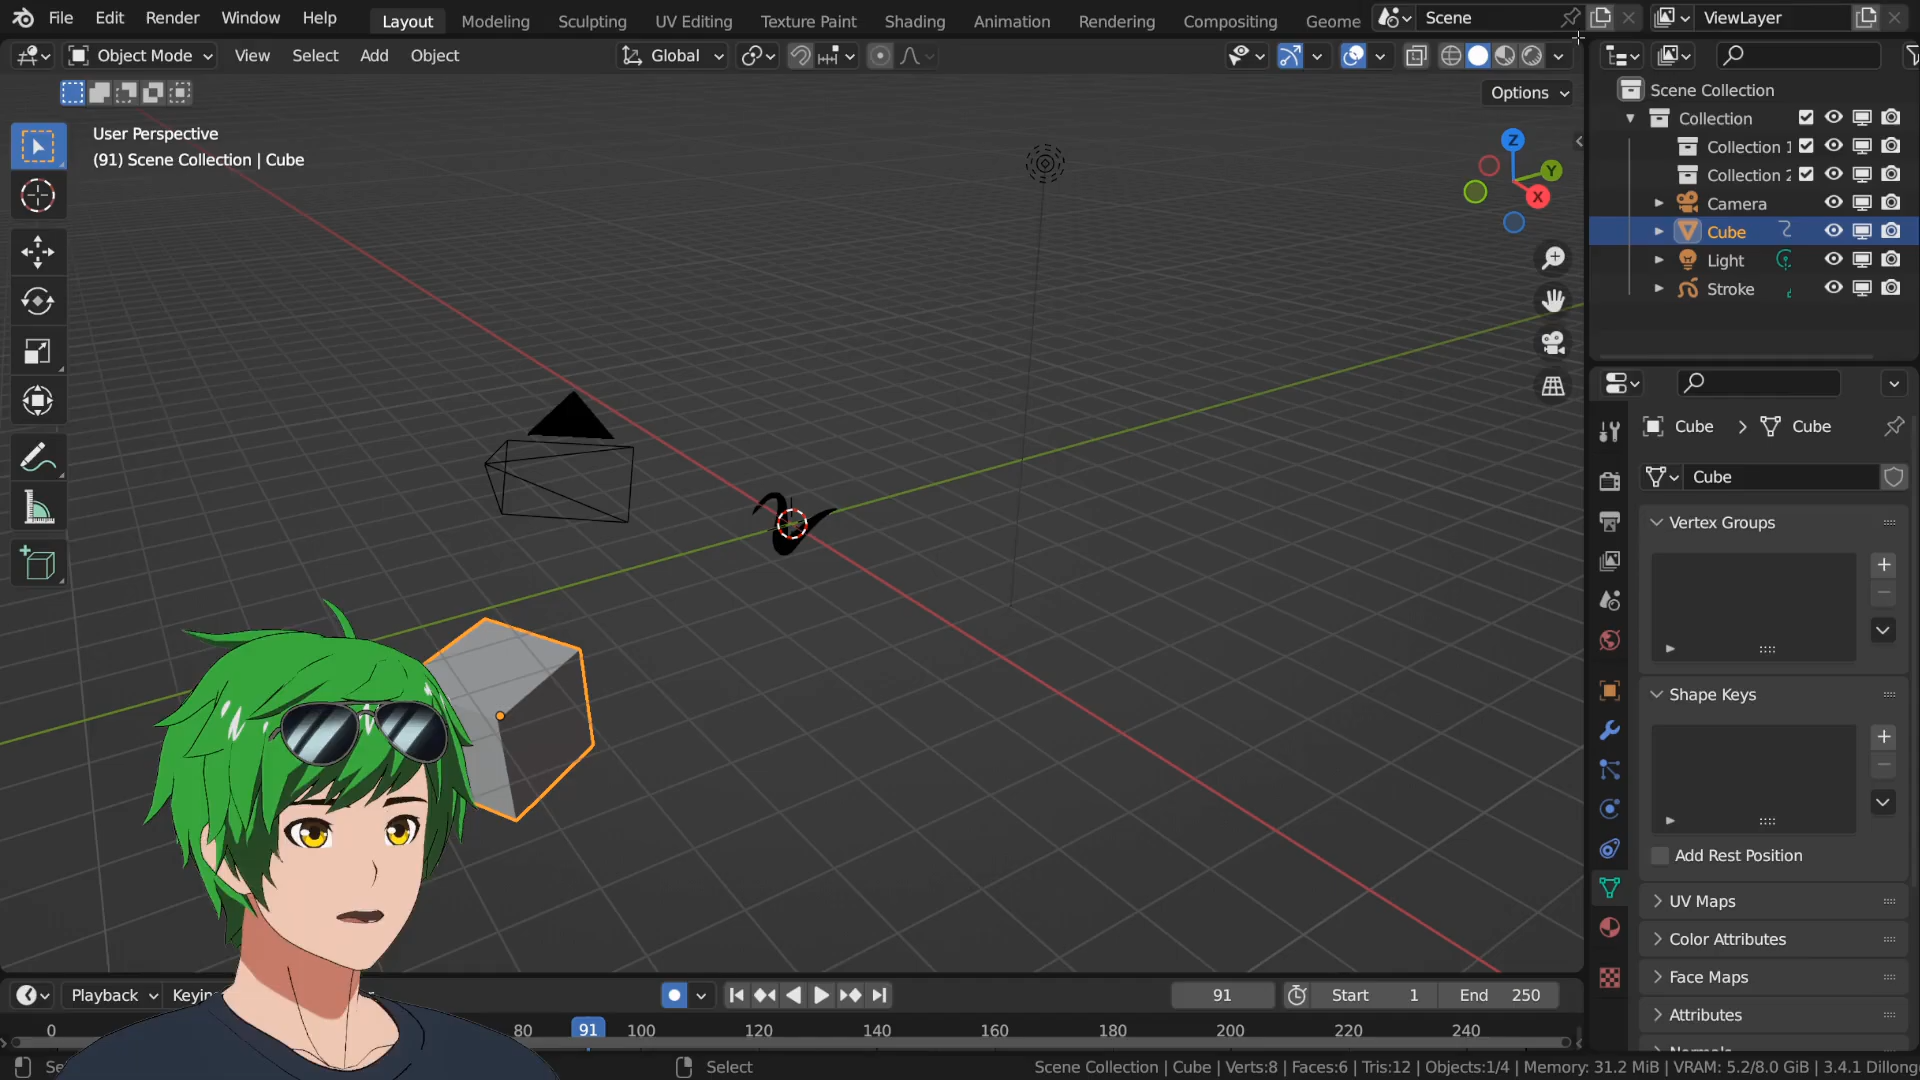 File Edit Render Window Help Layout Modeling Sculpting UV Editing Texture Paint Shading Animation Rendering Compositing Geome Scene ViewLayer
Object Mode View Select Add Object Global
Options
User Perspective
(91) Scene Collection | Cube
Z
Y
X
Scene Collection
Collection
Collection 1
Collection 2
Camera
Cube
Light
Stroke
Cube > Cube
Cube
Vertex Groups
Shape Keys
Add Rest Position
UV Maps
Color Attributes
Face Maps
Attributes
Playback Keying 91 Start 1 End 250
0 80 91 100 120 140 160 180 200 220 240
Select Scene Collection | Cube | Verts:8 | Faces:6 | Tris:12 | Objects:1/4 | Memory: 31.2 MiB | VRAM: 5.2/8.0 GiB | 3.4.1 Dillong